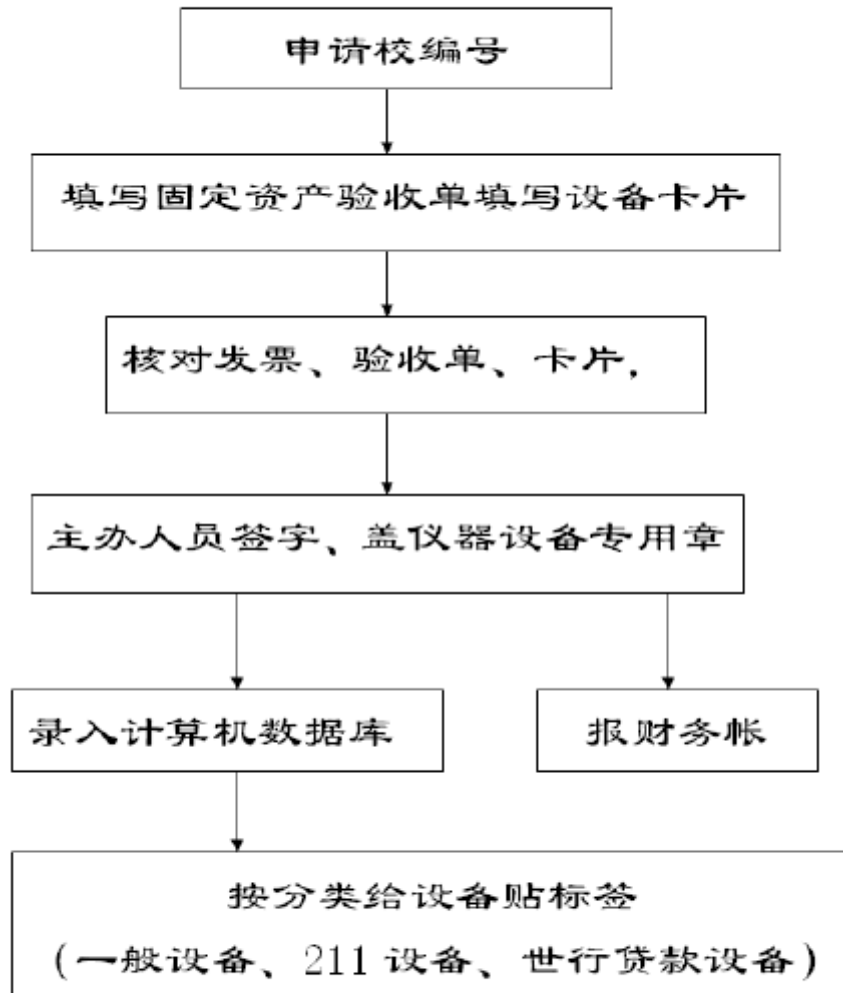 申请校编号
填写固定资产验收单填写设备卡片
核对发票、验收单、卡片,
主办人员签字、盖仪器设备专用章
录入计算机数据库
报财务帐
按分类给设备贴标签
(一般设备、211设备、世行贷款设备)